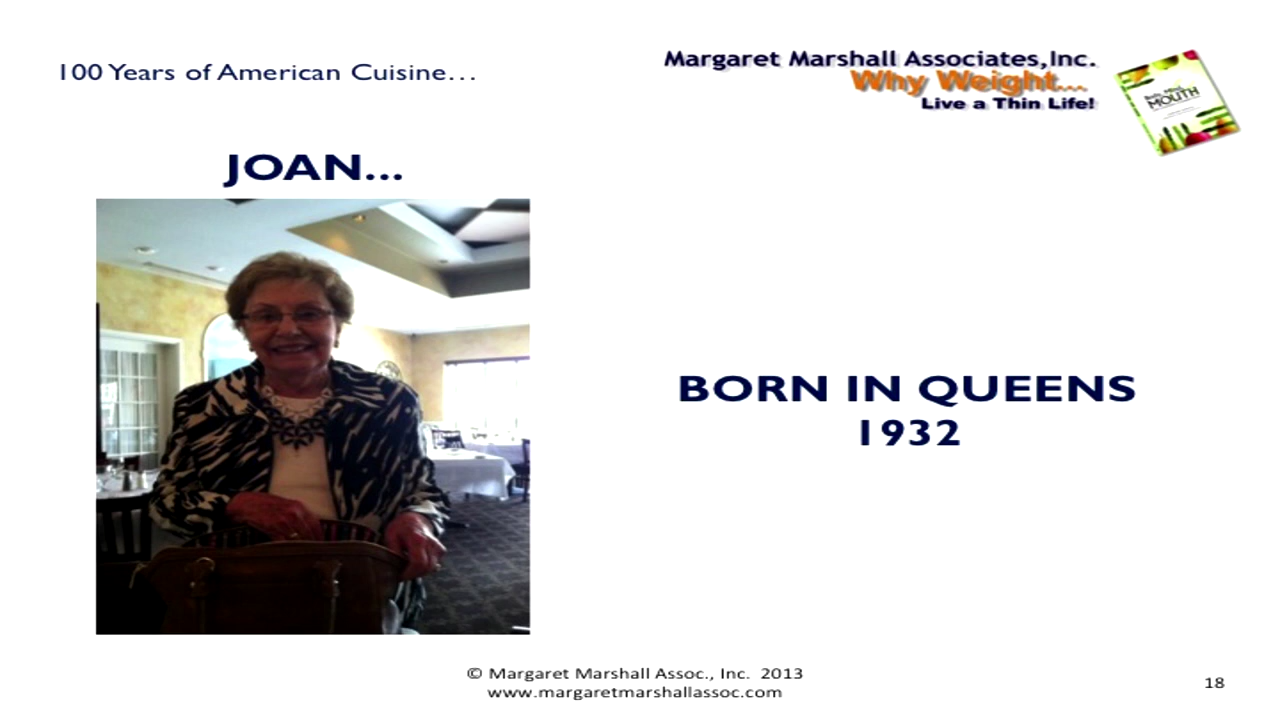 100 Years of American Cuisine...
Margaret Marshall Associates,Inc.
Why Weight....
Live a Thin Life!
MOUTH
JOAN...
BORN IN QUEENS
1932
© Margaret Marshall Assoc., Inc. 2013
www.margaretmarshallassoc.com
18